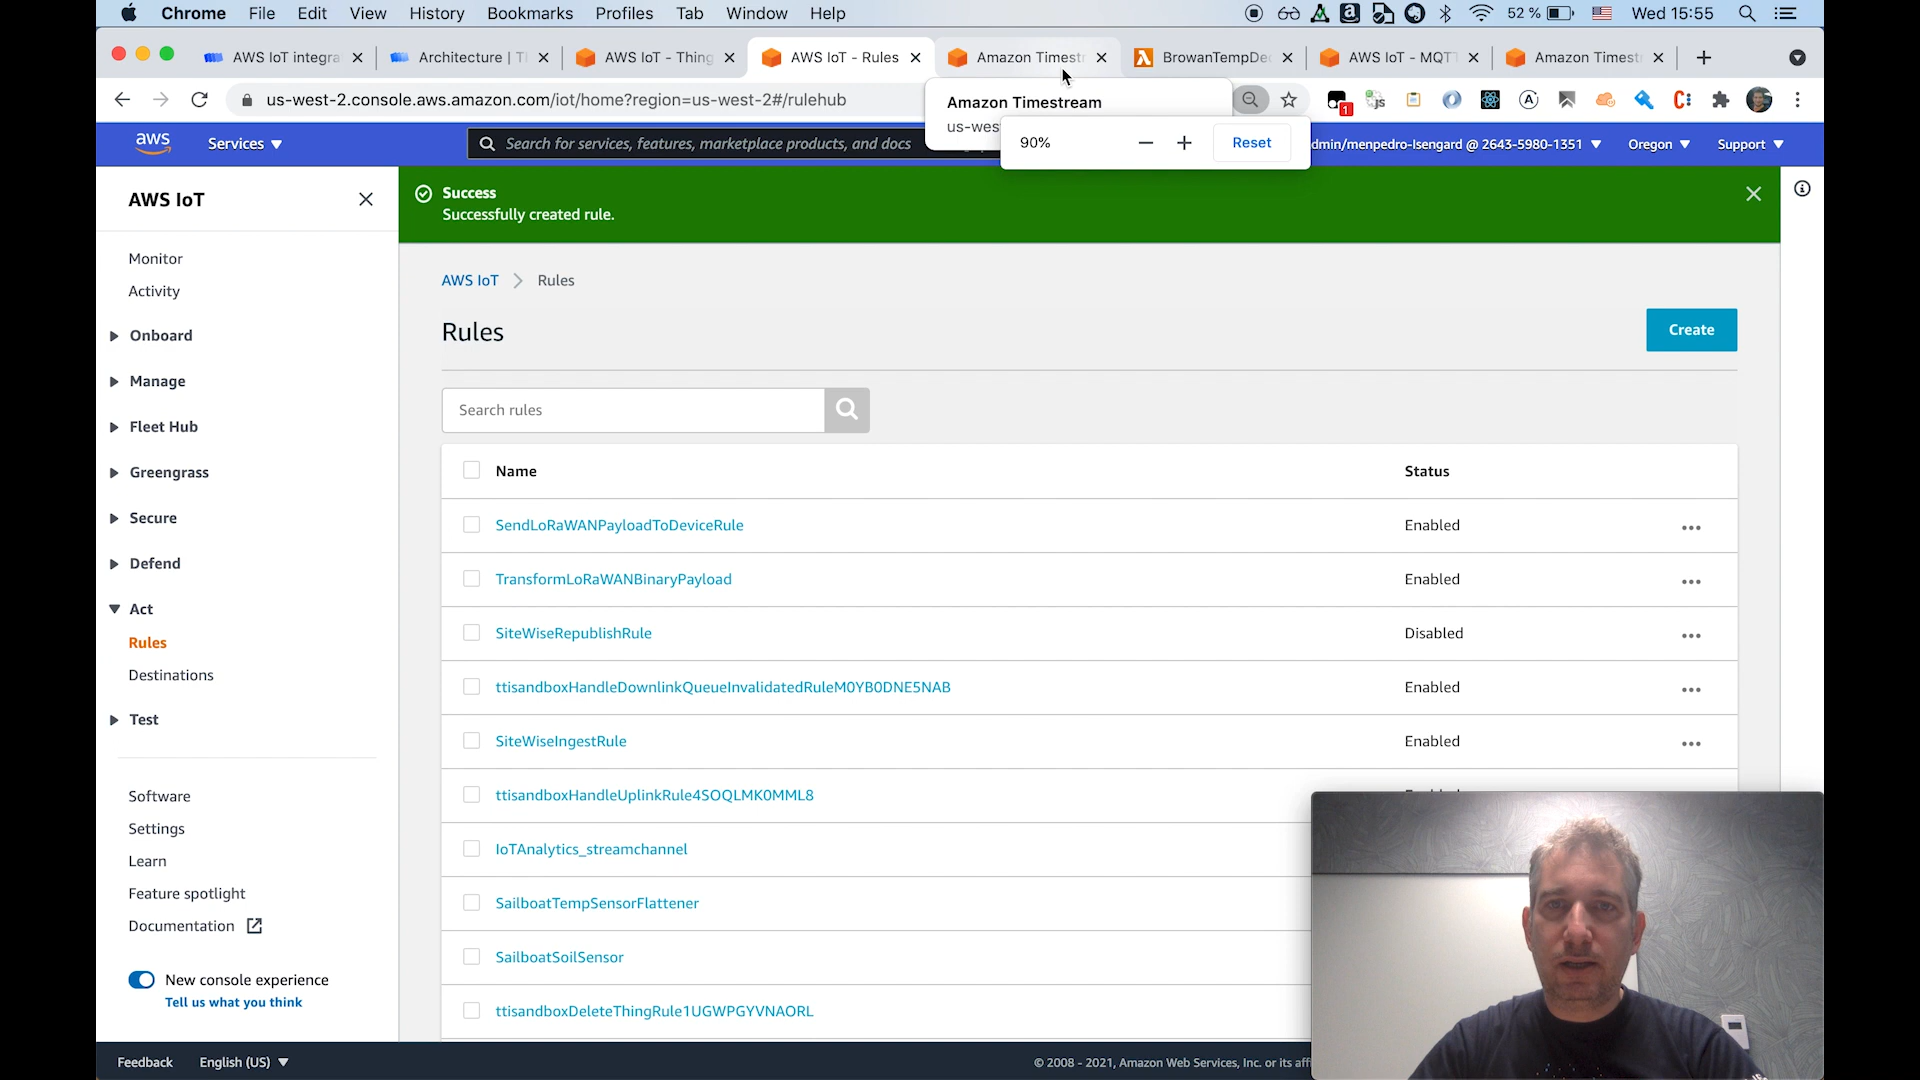 Chrome File Edit View History Bookmarks Profiles Tab Window Help 52 % Wed 15:55
AWS IoT integra AWS IoT - Thing AWS IoT - Rules Amazon Timestr BrowanTempDec AWS IoT - MQTT Amazon Timestr
Architecture | T
us-west-2.console.aws.amazon.com/iot/home?region=us-west-2#/rulehub
1
Amazon Timestream
us-wes
90% Reset
aws
Services
Search for services, features, marketplace products, and docs
dmin/menpedro-Isengard @ 2643-5980-1351
Oregon
Support
AWS IoT
Monitor
Activity
Onboard
Manage
Fleet Hub
Greengrass
Secure
Defend
Act
Rules
Destinations
Test
Software
Settings
Learn
Feature spotlight
Documentation
New console experience
Tell us what you think
Success
Successfully created rule.
AWS IoT Rules
Rules
Create
Search rules
Name Status
SendLoRaWANPayloadToDeviceRule Enabled
TransformLoRaWANBinaryPayload Enabled
SiteWiseRepublishRule Disabled
ttisandboxHandleDownlinkQueueInvalidatedRuleM0YB0DNE5NAB Enabled
SiteWiseIngestRule Enabled
ttisandboxHandleUplinkRule4SOQLMK0MML8
IoTAnalytics_streamchannel
SailboatTempSensorFlattener
SailboatSoilSensor
ttisandboxDeleteThingRule1UGWPGYVNAORL
Feedback English (US) © 2008 - 2021, Amazon Web Services, Inc. or its affi